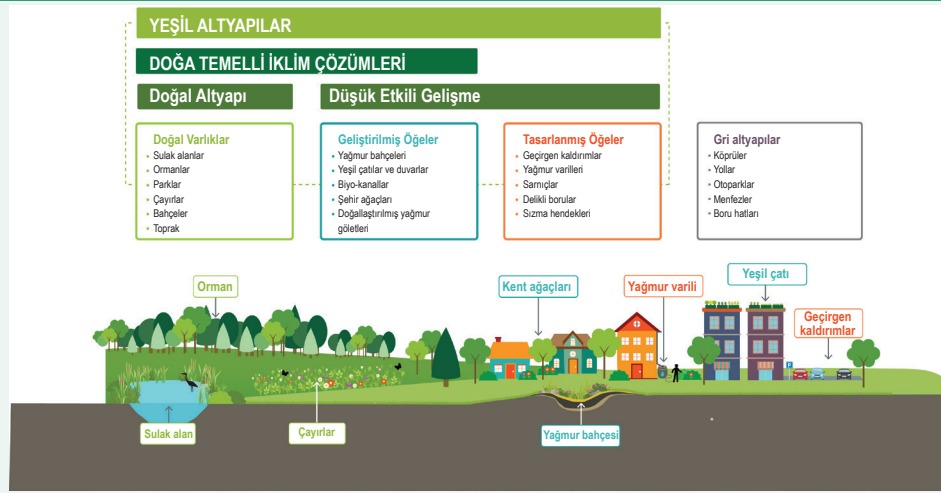 YEŞİL ALTYAPILAR
DOĞA TEMELLİ İKLİM ÇÖZÜMLERİ
Doğal Altyapı
Düşük Etkili Gelişme
Doğal Varlıklar
• Sulak alanlar
• Ormanlar
• Parklar
• Çayırlar
• Bahçeler
• Toprak
Geliştirilmiş Öğeler
• Yağmur bahçeleri
• Yeşil çatılar ve duvarlar
• Biyo-kanallar
• Şehir ağaçları
• Doğallaştırılmış yağmur
göletleri
Tasarlanmış Öğeler
• Geçirgen kaldırımlar
• Yağmur varilleri
• Sarnıçlar
• Delikli borular
• Sızma hendekleri
Gri altyapılar
• Köprüler
• Yollar
• Otoparklar
• Menfezler
• Boru hatları
Orman
Kent ağaçları
Yağmur varili
Yeşil çatı
Geçirgen
kaldırımlar
P
Sulak alan
Çayırlar
Yağmur bahçesi